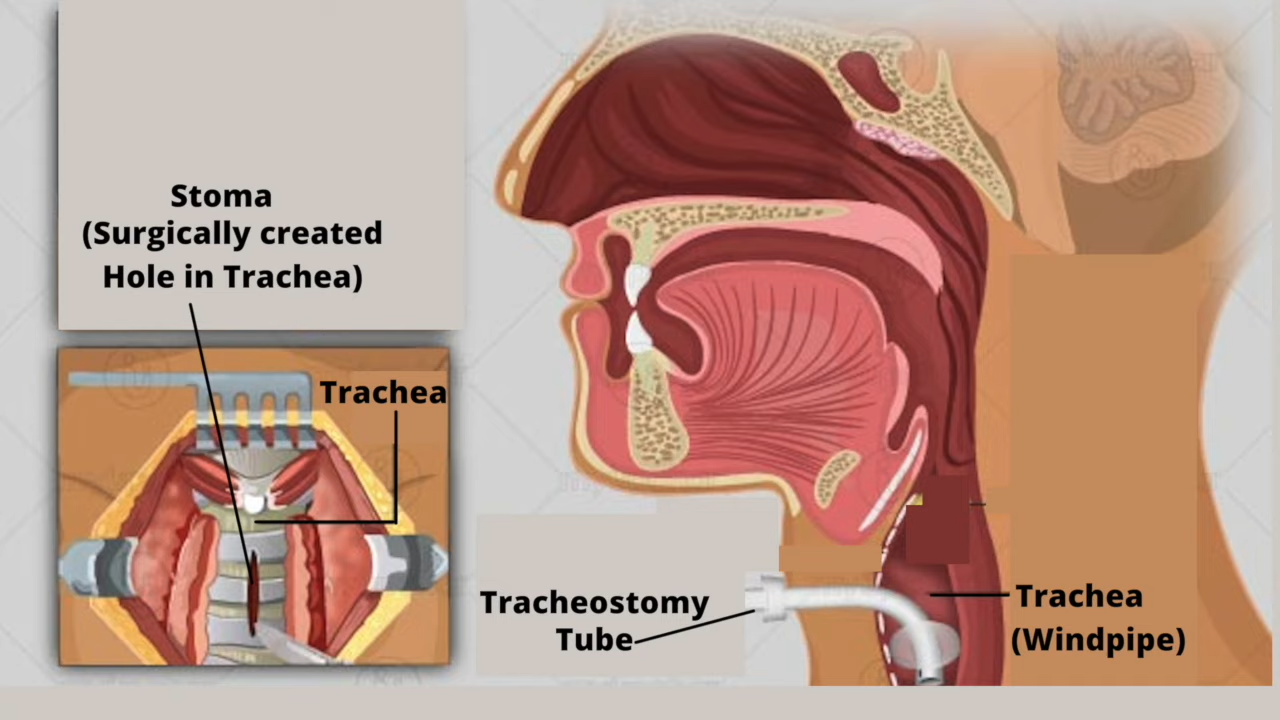 Stoma
(Surgically created
Hole in Trachea)
Trachea
Tracheostomy
Tube
Trachea
(Windpipe)